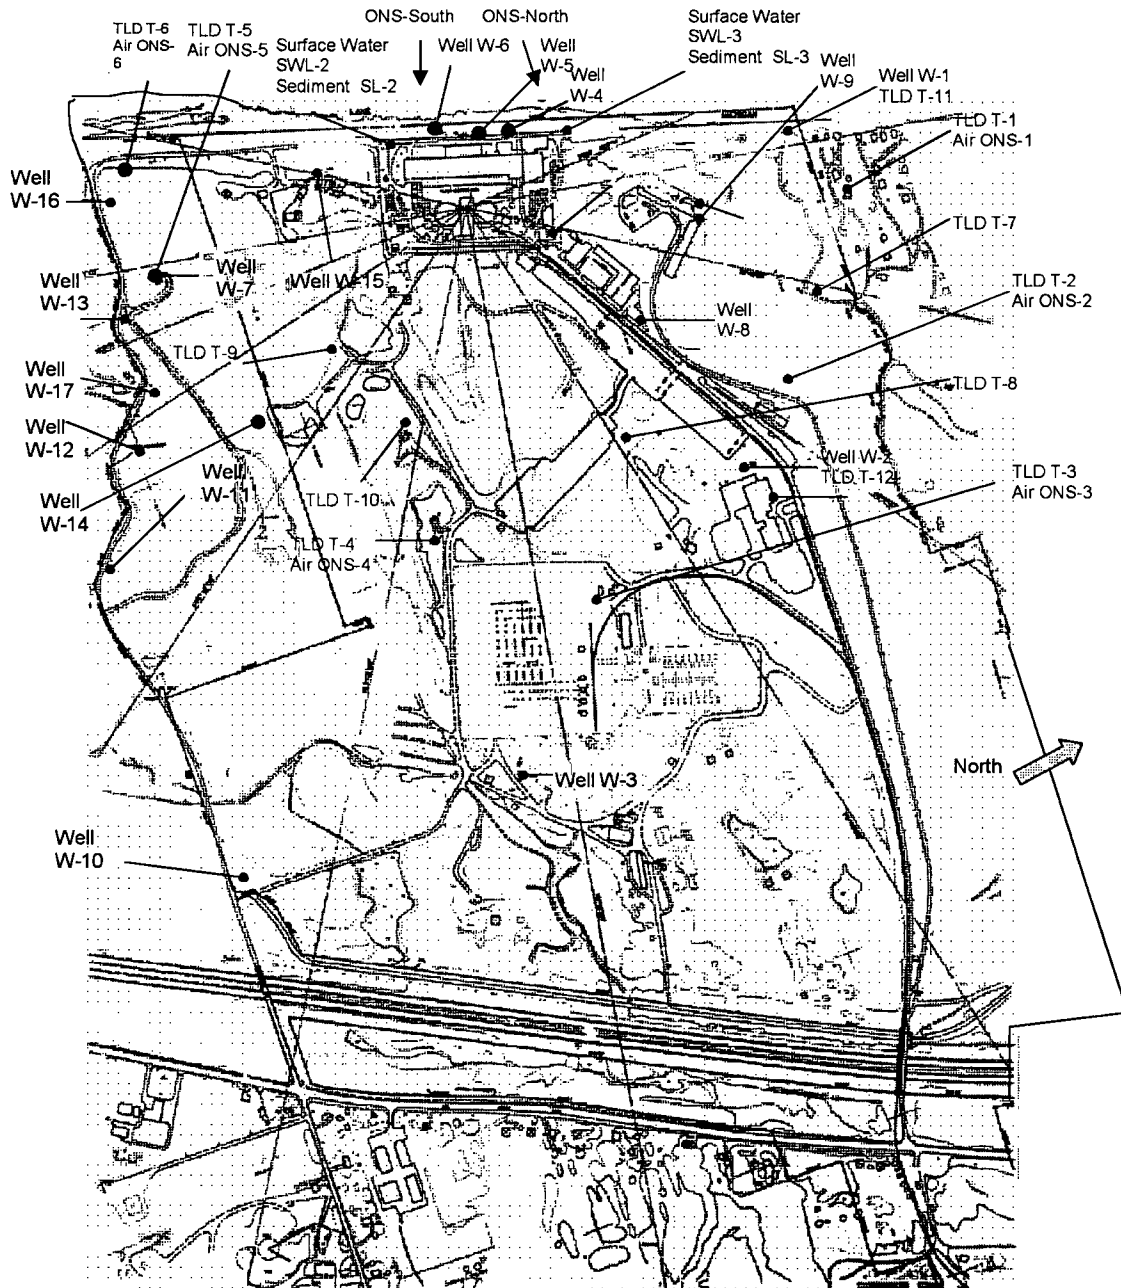 ONS-South
ONS-North
TLD T-6
Air ONS-
6
TLD T-5
Air ONS-5
Surface Water
SWL-2
Sediment SL-2
Well W-6
Well
W-5
Well
W-4
Surface Water
SWL-3
Sediment SL-3
Well
W-9
Well W-1
TLD T-11
TLD T-1
Air ONS-1
Well
W-16
TLD T-7
Well
W-13
Well
W-7
Well W-15
TLD T-2
Air ONS-2
Well
W-8
TLD T-9
Well
W-17
TLD T-8
Well
W-12
Well
W-11
Well W-2
TLD T-12
TLD T-3
Air ONS-3
Well
W-14
TLD T-10
TLD T-4
Air ONS-4
North
Well W-3
Well
W-10